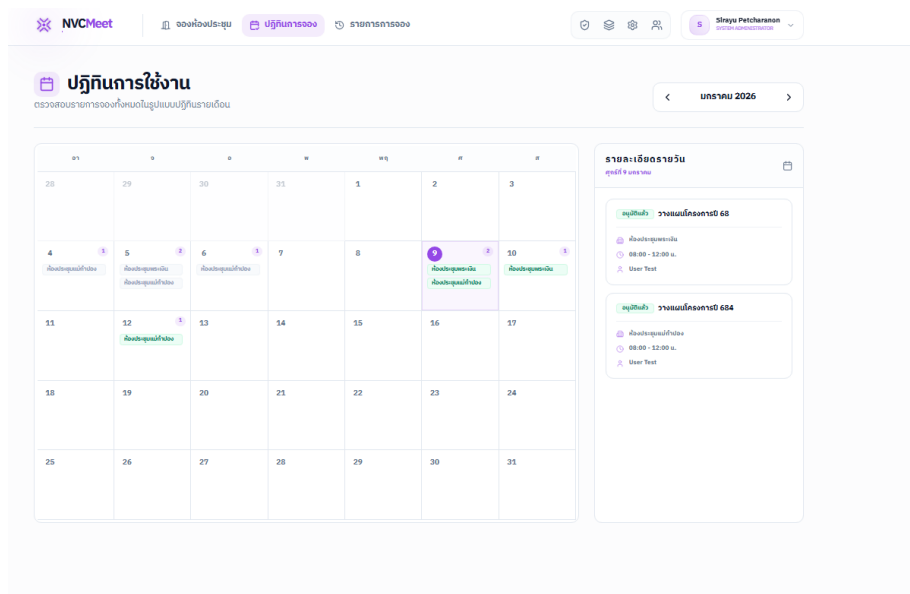 NVCMeet
จองห้องประชุม
ปฏิทินการจอง
รายการการจอง
S
Sirayu Petcharanon
SYSTEM ADMINISTRATOR
ปฏิทินการใช้งาน
ตรวจสอบรายการจองทั้งหมดในรูปแบบปฏิทินรายเดือน
มกราคม 2026
อา จ อ พ พฤ ศ ส
28 29 30 31 1 2 3
4 1 5 2 6 1 7 8 9 2 10 1
ห้องประชุมแม่กำปอง ห้องประชุมพระเงิน ห้องประชุมแม่กำปอง ห้องประชุมพระเงิน ห้องประชุมพระเงิน
ห้องประชุมแม่กำปอง ห้องประชุมแม่กำปอง
11 12 1 13 14 15 16 17
ห้องประชุมแม่กำปอง
18 19 20 21 22 23 24
25 26 27 28 29 30 31
รายละเอียดรายวัน
ศุกร์ที่ 9 มกราคม
อนุมัติแล้ว วางแผนโครงการปี 68
ห้องประชุมพระเงิน
08:00 - 12:00 น.
User Test
อนุมัติแล้ว วางแผนโครงการปี 684
ห้องประชุมแม่กำปอง
08:00 - 12:00 น.
User Test